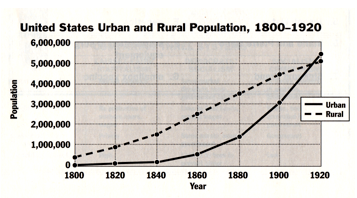 United States Urban and Rural Population, 1800–1920
6,000,000
5,000,000
4,000,000
3,000,000
2,000,000
1,000,000
0
Population
1800 1820 1840 1860 1880 1900 1920
Year
Urban
Rural